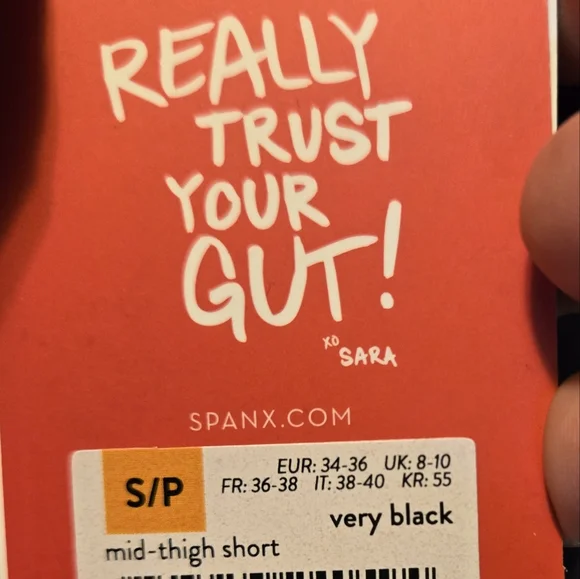 REALLY
TRUST
YOUR
GUT!
XO
SARA
SPANX.COM
S/P
EUR: 34-36 UK: 8-10
FR: 36-38 IT: 38-40 KR: 55
very black
mid-thigh short